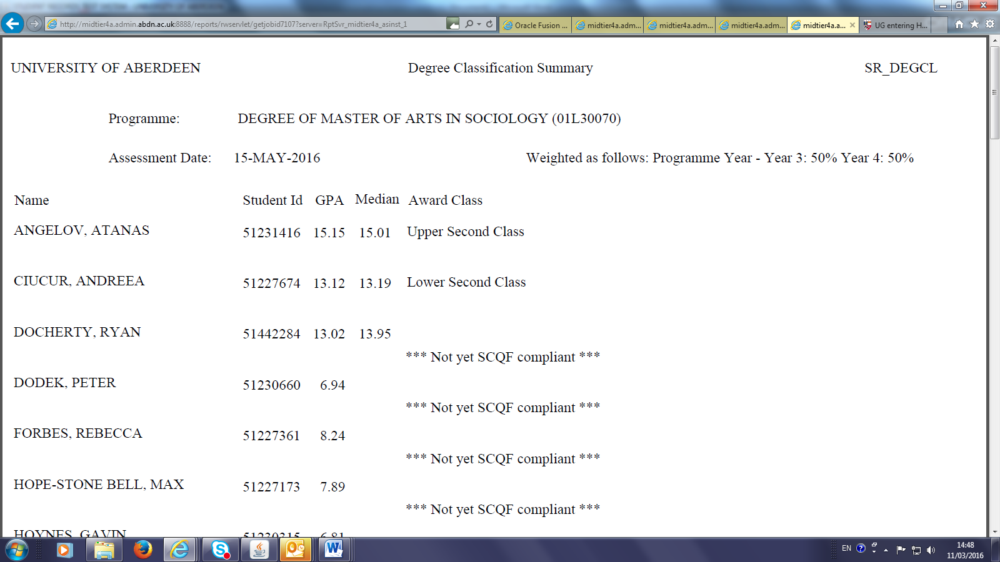 http://midtier4a.admin.abdn.ac.uk:8888/reports/rwservlet/getjobid7107?server=RptSvr_midtier4a_asinst_1
Oracle Fusion ...
midtier4a.adm...
midtier4a.adm...
midtier4a.adm...
midtier4a.a...
UG entering H...
UNIVERSITY OF ABERDEEN Degree Classification Summary SR_DEGCL
Programme: DEGREE OF MASTER OF ARTS IN SOCIOLOGY (01L30070)
Assessment Date: 15-MAY-2016 Weighted as follows: Programme Year - Year 3: 50% Year 4: 50%
Name Student Id GPA Median Award Class
ANGELOV, ATANAS 51231416 15.15 15.01 Upper Second Class
CIUCUR, ANDREEA 51227674 13.12 13.19 Lower Second Class
DOCHERTY, RYAN 51442284 13.02 13.95
*** Not yet SCQF compliant ***
DODEK, PETER 51230660 6.94
*** Not yet SCQF compliant ***
FORBES, REBECCA 51227361 8.24
*** Not yet SCQF compliant ***
HOPE-STONE BELL, MAX 51227173 7.89
*** Not yet SCQF compliant ***
HOYNES, GAVIN 51230315 6.81
EN
14:48
11/03/2016